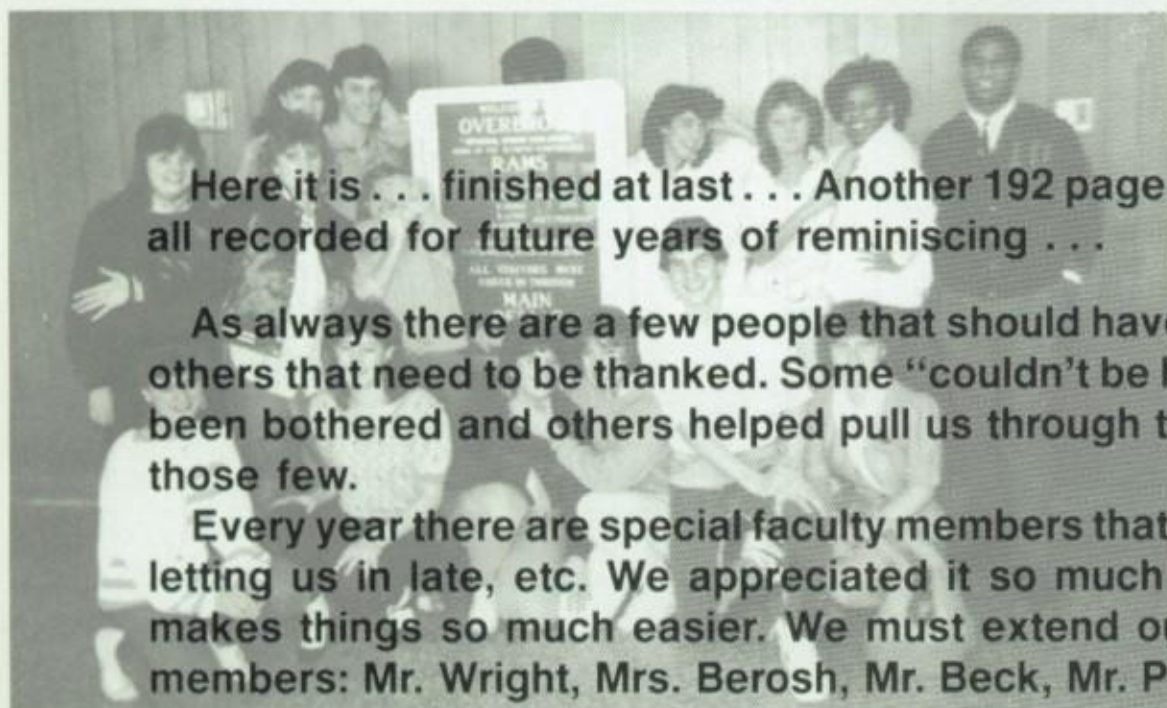 OVERBROOK
RAMS
ALL VISITORS MUST
MAIN
Here it is . . . finished at last . . . Another 192 page
all recorded for future years of reminiscing . . .
As always there are a few people that should hav
others that need to be thanked. Some “couldn’t be
been bothered and others helped pull us through t
those few.
Every year there are special faculty members that
letting us in late, etc. We appreciated it so much
makes things so much easier. We must extend o
members: Mr. Wright, Mrs. Berosh, Mr. Beck, Mr. P